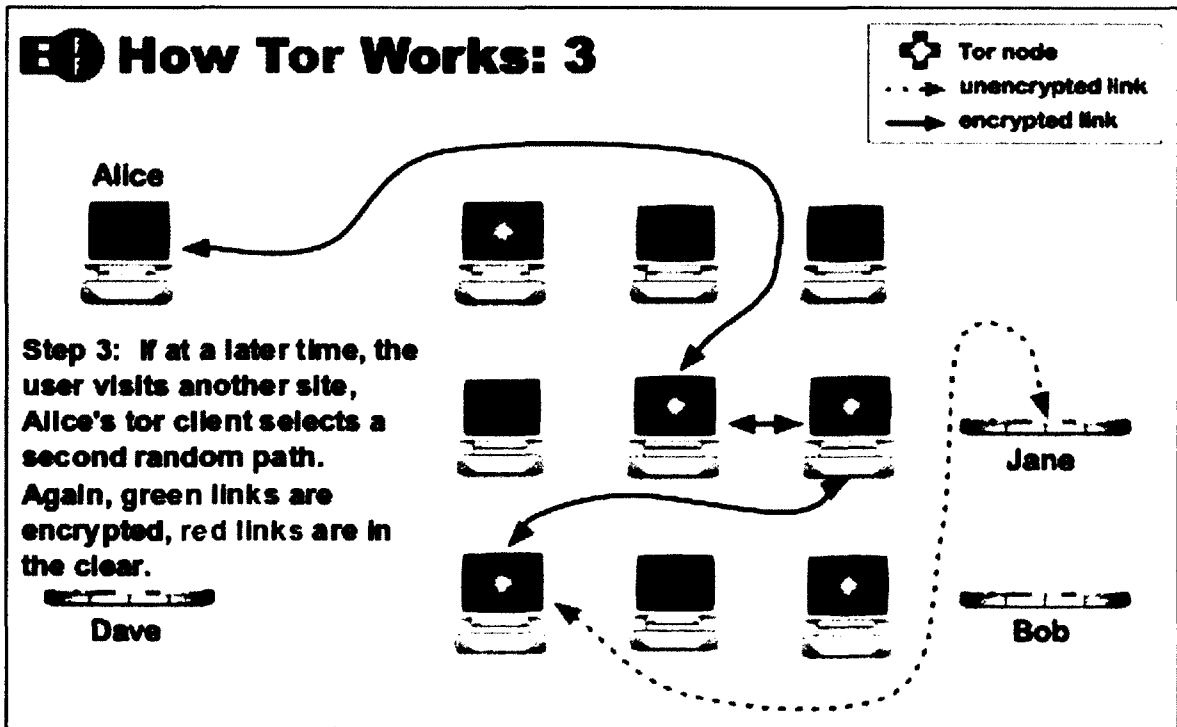 How Tor Works: 3
Tor node
unencrypted link
encrypted link
Alice
Step 3: If at a later time, the
user visits another site,
Alice's tor client selects a
second random path.
Again, green links are
encrypted, red links are in
the clear.
Jane
Dave
Bob